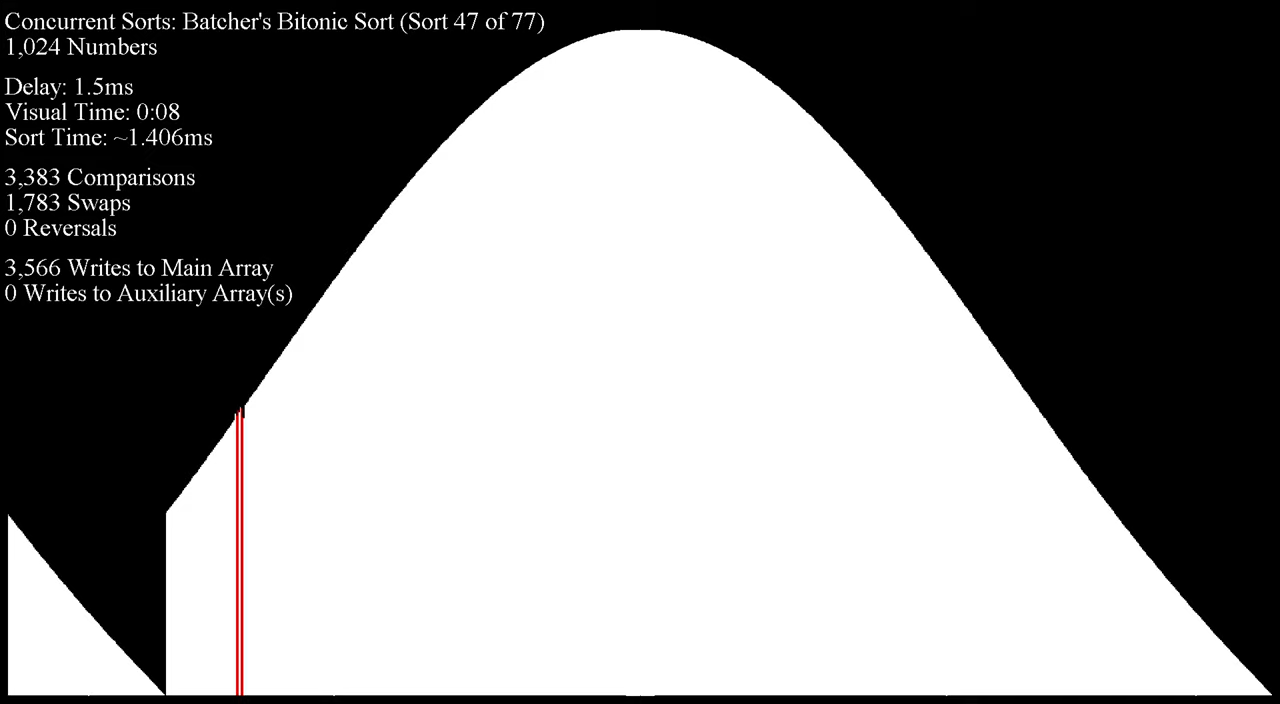 Concurrent Sorts: Batcher's Bitonic Sort (Sort 47 of 77)
1,024 Numbers
Delay: 1.5ms
Visual Time: 0:08
Sort Time: ~1.406ms
3,383 Comparisons
1,783 Swaps
0 Reversals
3,566 Writes to Main Array
0 Writes to Auxiliary Array(s)